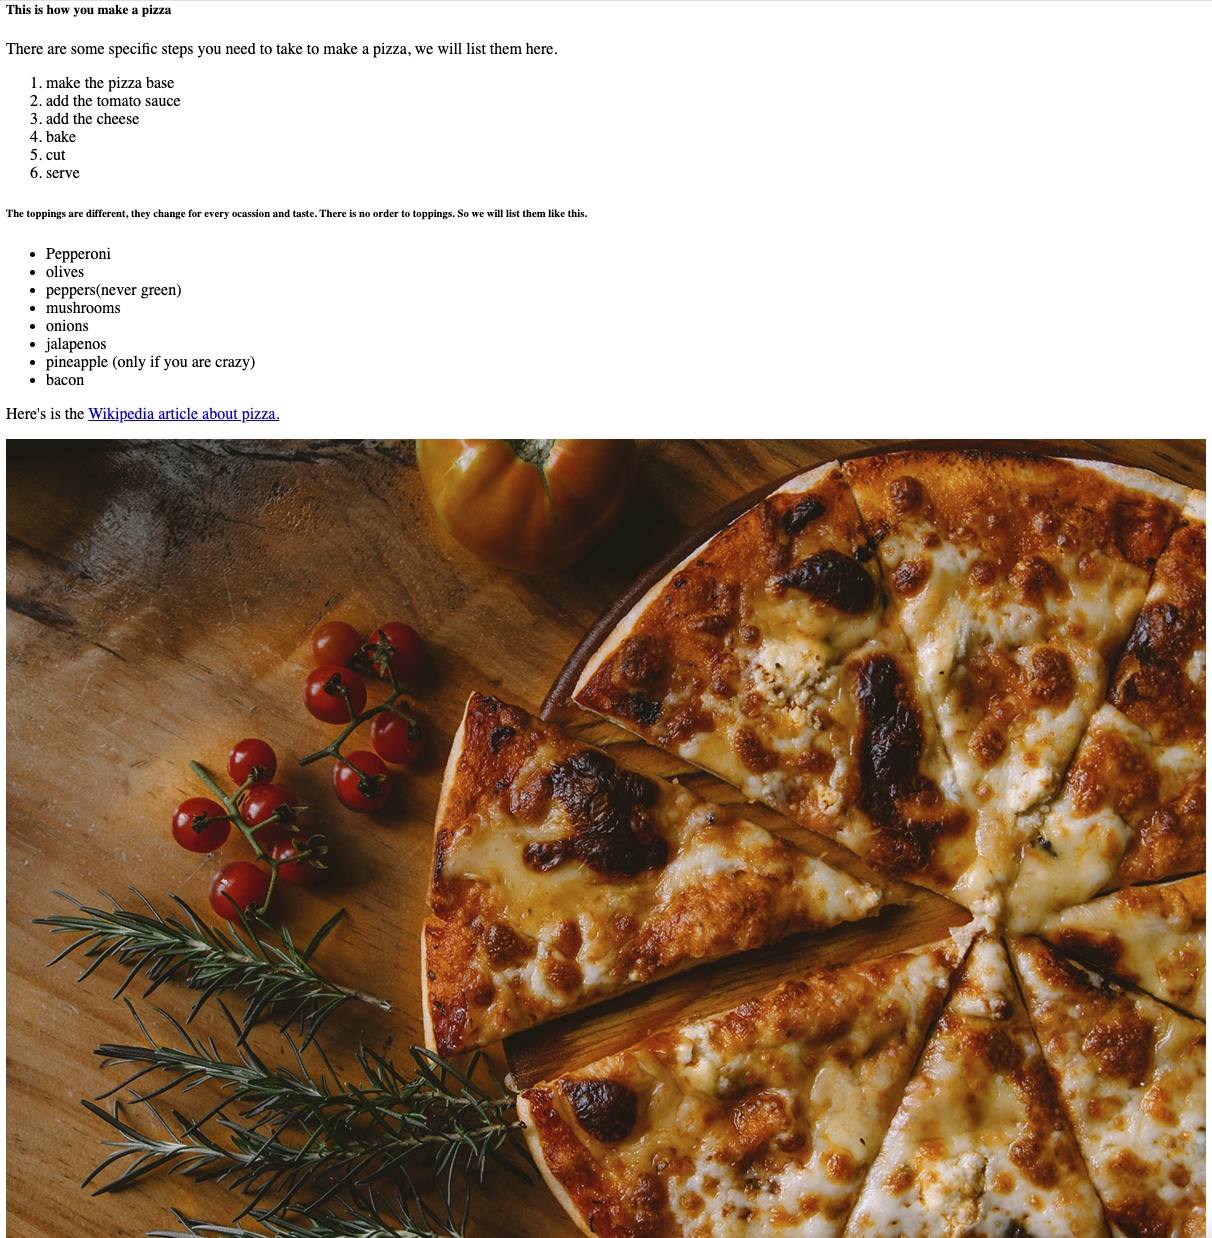 This is how you make a pizza
There are some specific steps you need to take to make a pizza, we will list them here.
1. make the pizza base
2. add the tomato sauce
3. add the cheese
4. bake
5. cut
6. serve
The toppings are different, they change for every ocassion and taste. There is no order to toppings. So we will list them like this.
• Pepperoni
• olives
• peppers(never green)
• mushrooms
• onions
• jalapenos
• pineapple (only if you are crazy)
• bacon
Here's is the Wikipedia article about pizza.